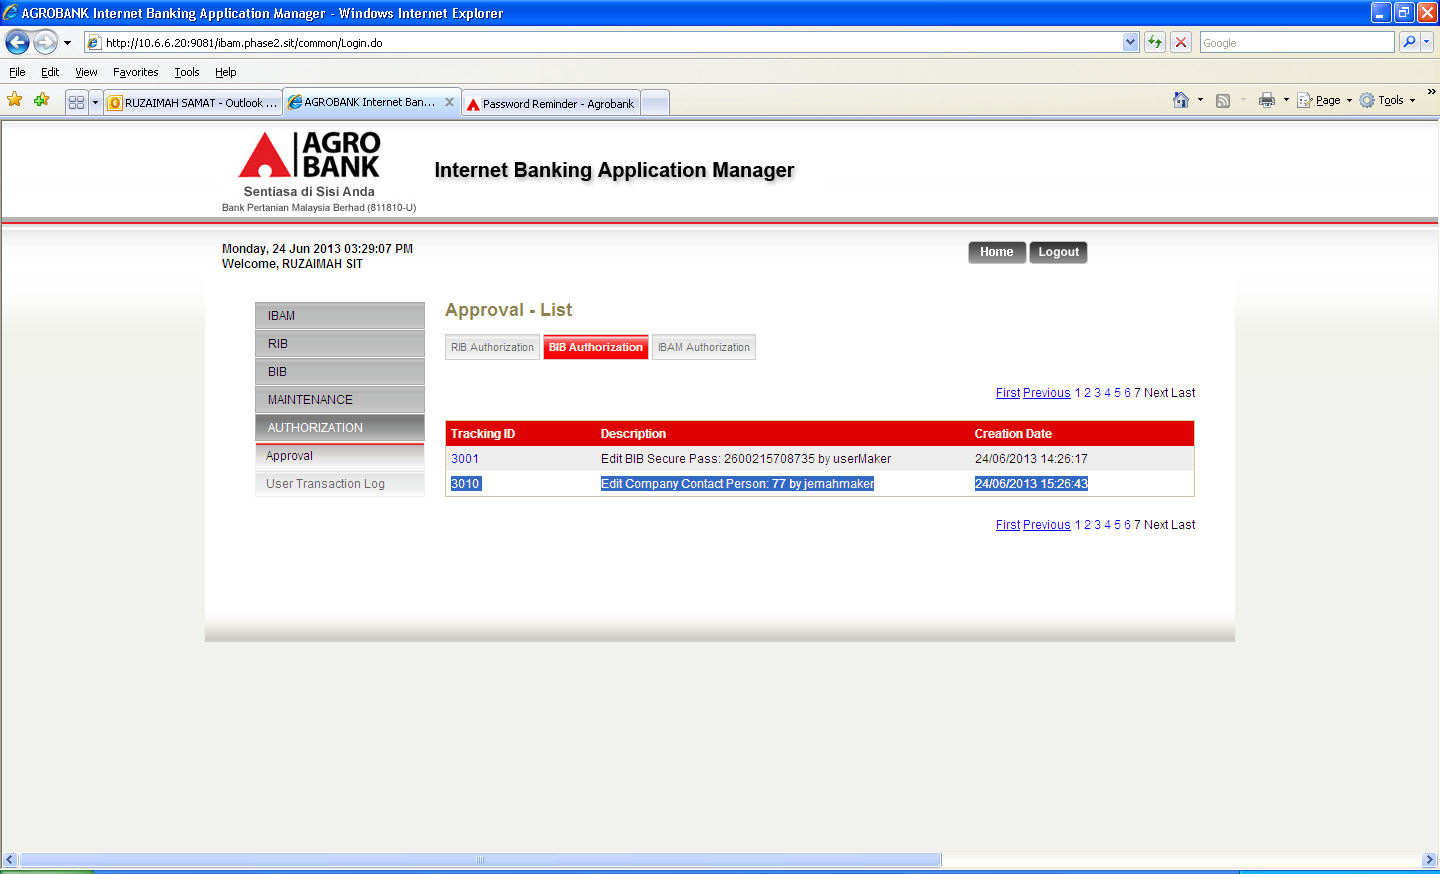 AGROBANK Internet Banking Application Manager - Windows Internet Explorer
http://10.6.6.20:9081/ibam.phase2.sit/common/Login.do
Google
File Edit View Favorites Tools Help
RUZAIMAH SAMAT - Outlook ...
AGROBANK Internet Ban...
Password Reminder - Agrobank
Page
Tools
AGRO
BANK
Sentiasa di Sisi Anda
Bank Pertanian Malaysia Berhad (811810-U)
Internet Banking Application Manager
Monday, 24 Jun 2013 03:29:07 PM
Welcome, RUZAIMAH SIT
Home Logout
IBAM
RIB
BIB
MAINTENANCE
AUTHORIZATION
Approval
User Transaction Log
Approval - List
RIB Authorization BIB Authorization IBAM Authorization
First Previous 1 2 3 4 5 6 7 Next Last
Tracking ID Description Creation Date
3001 Edit BIB Secure Pass: 2600215708735 by userMaker 24/06/2013 14:26:17
3010 Edit Company Contact Person: 77 by jemahmaker 24/06/2013 15:26:43
First Previous 1 2 3 4 5 6 7 Next Last